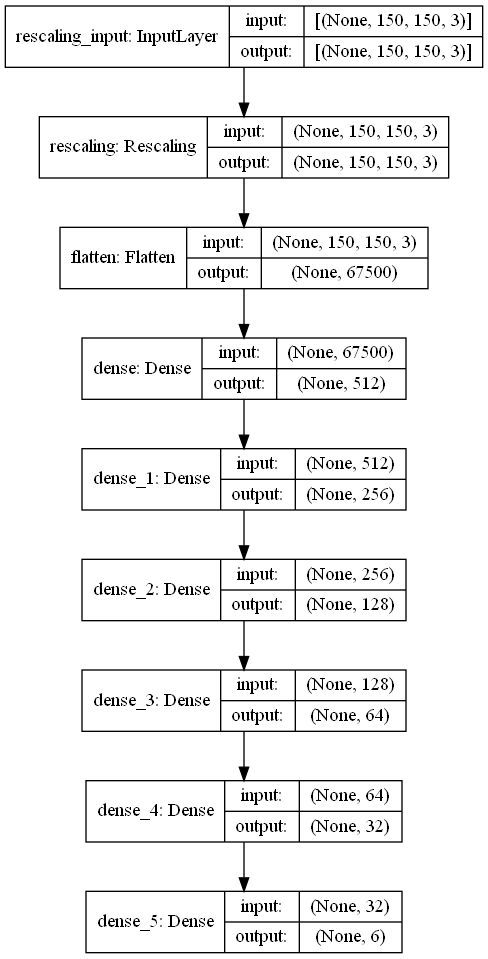 rescaling_input: InputLayer
input: [(None, 150, 150, 3)]
output: [(None, 150, 150, 3)]
rescaling: Rescaling
input: (None, 150, 150, 3)
output: (None, 150, 150, 3)
flatten: Flatten
input: (None, 150, 150, 3)
output: (None, 67500)
dense: Dense
input: (None, 67500)
output: (None, 512)
dense_1: Dense
input: (None, 512)
output: (None, 256)
dense_2: Dense
input: (None, 256)
output: (None, 128)
dense_3: Dense
input: (None, 128)
output: (None, 64)
dense_4: Dense
input: (None, 64)
output: (None, 32)
dense_5: Dense
input: (None, 32)
output: (None, 6)